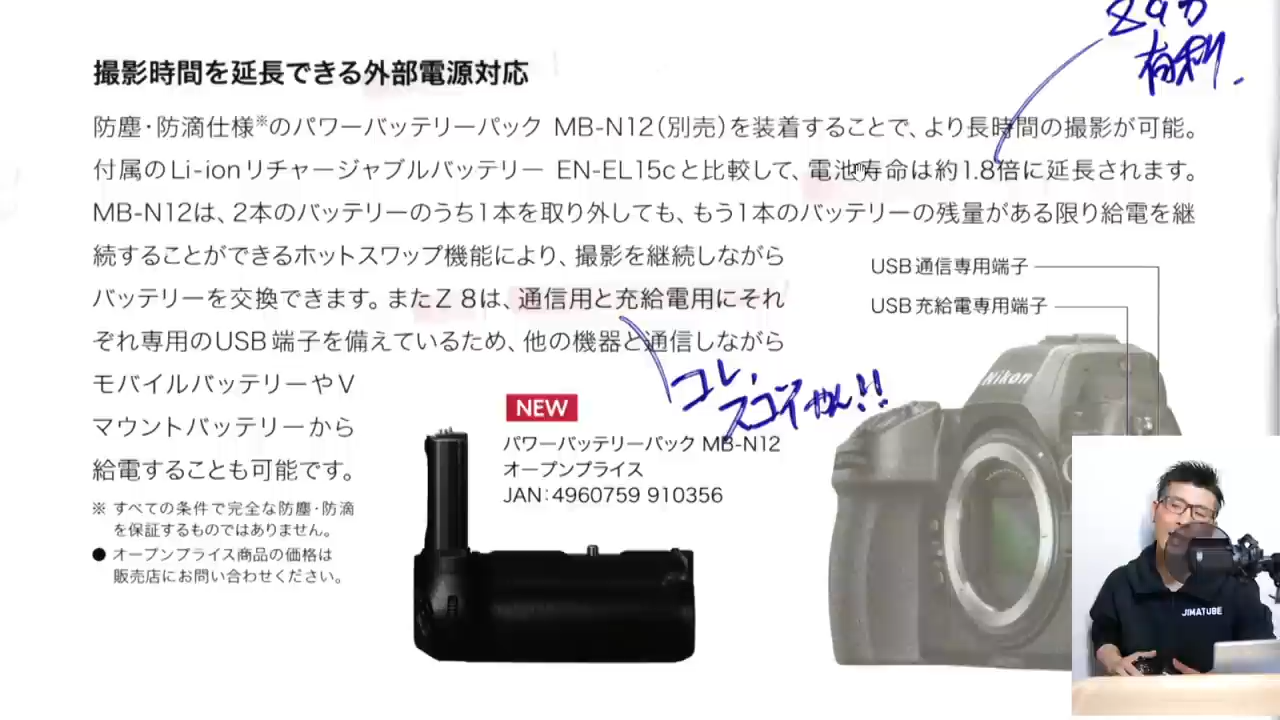 Z9が
有利.
撮影時間を延長できる外部電源対応
防塵・防滴仕様※のパワーバッテリーパック MB-N12(別売)を装着することで、より長時間の撮影が可能。
付属のLi-ionリチャージャブルバッテリー EN-EL15cと比較して、電池寿命は約1.8倍に延長されます。
MB-N12は、2本のバッテリーのうち1本を取り外しても、もう1本のバッテリーの残量がある限り給電を継
続することができるホットスワップ機能により、撮影を継続しながら
バッテリーを交換できます。またZ 8は、通信用と充給電用にそれ
ぞれ専用のUSB端子を備えているため、他の機器と通信しながら
モバイルバッテリーやV
マウントバッテリーから
給電することも可能です。
※ すべての条件で完全な防塵・防滴
を保証するものではありません。
● オープンプライス商品の価格は
販売店にお問い合わせください。
コレ、
スゴイやん!!
NEW
パワーバッテリーパック MB-N12
オープンプライス
JAN:4960759 910356
USB通信専用端子
USB充給電専用端子
Nikon
JIMATUBE